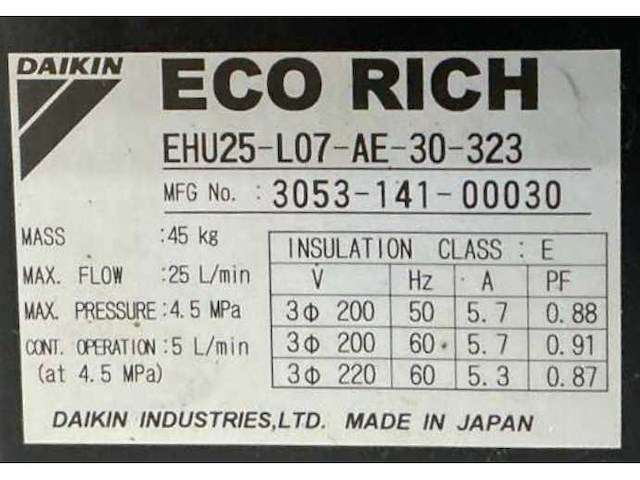 DAIKIN ECO RICH
EHU25-L07-AE-30-323
MFG No. : 3053-141-00030
MASS :45 kg
MAX. FLOW :25 L/min
MAX. PRESSURE :4.5 MPa
CONT. OPERATION :5 L/min
(at 4.5 MPa)
INSULATION CLASS : E
V Hz A PF
3Φ 200 50 5.7 0.88
3Φ 200 60 5.7 0.91
3Φ 220 60 5.3 0.87
DAIKIN INDUSTRIES,LTD. MADE IN JAPAN